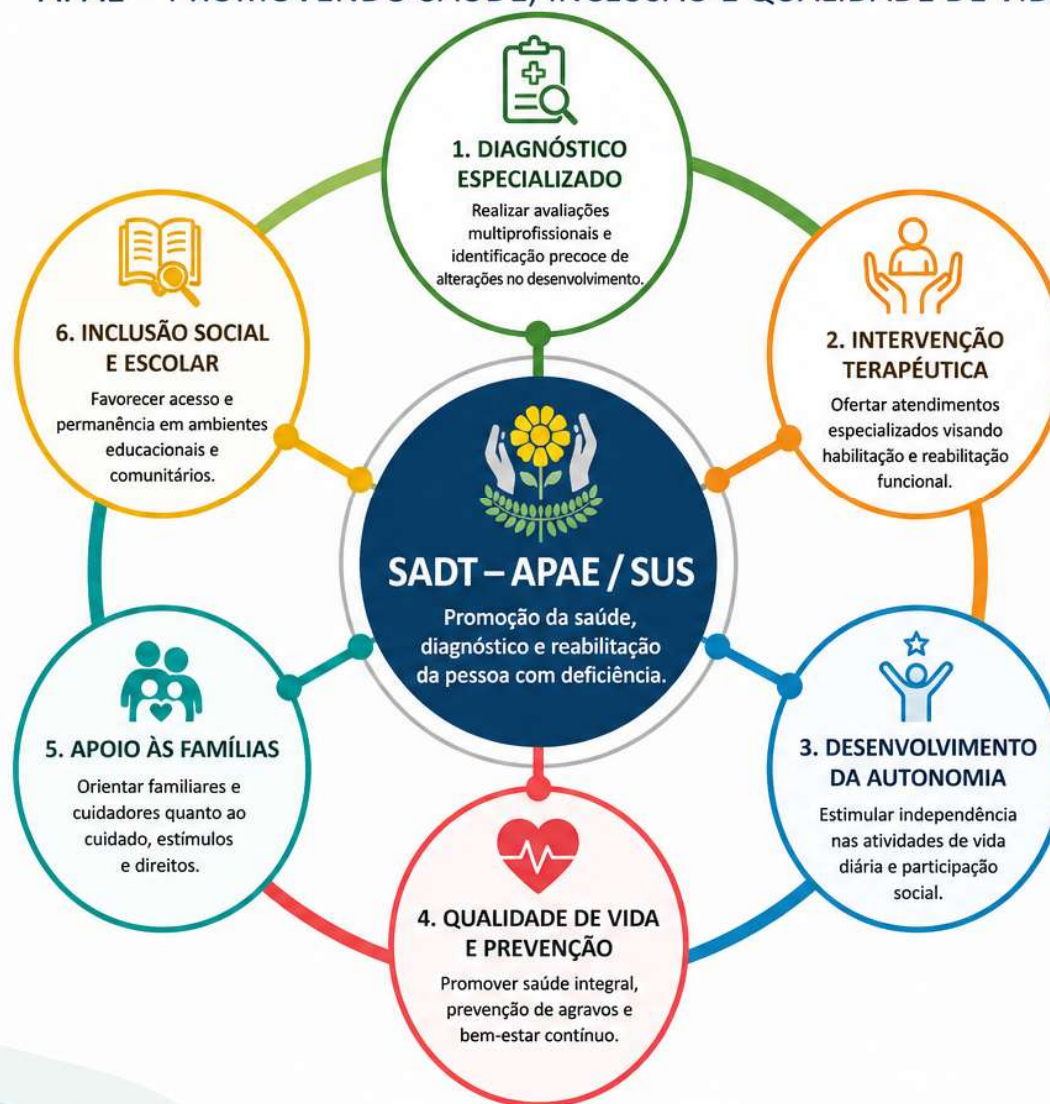 1. DIAGNÓSTICO
ESPECIALIZADO
Realizar avaliações
multiprofissionais e
identificação precoce de
alterações no desenvolvimento.
2. INTERVENÇÃO
TERAPÉUTICA
Ofertar atendimentos
especializados visando
habilitação e reabilitação
funcional.
3. DESENVOLVIMENTO
DA AUTONOMIA
Estimular independência
nas atividades de vida
diária e participação
social.
4. QUALIDADE DE VIDA
E PREVENÇÃO
Promover saúde integral,
prevenção de agravos e
bem-estar contínuo.
5. APOIO ÀS FAMÍLIAS
Orientar familiares e
cuidadores quanto ao
cuidado, estímulos
e direitos.
6. INCLUSÃO SOCIAL
E ESCOLAR
Favorecer acesso e
permanência em ambientes
educacionais e
comunitários.
SADT – APAE / SUS
Promoção da saúde,
diagnóstico e reabilitação
da pessoa com deficiência.